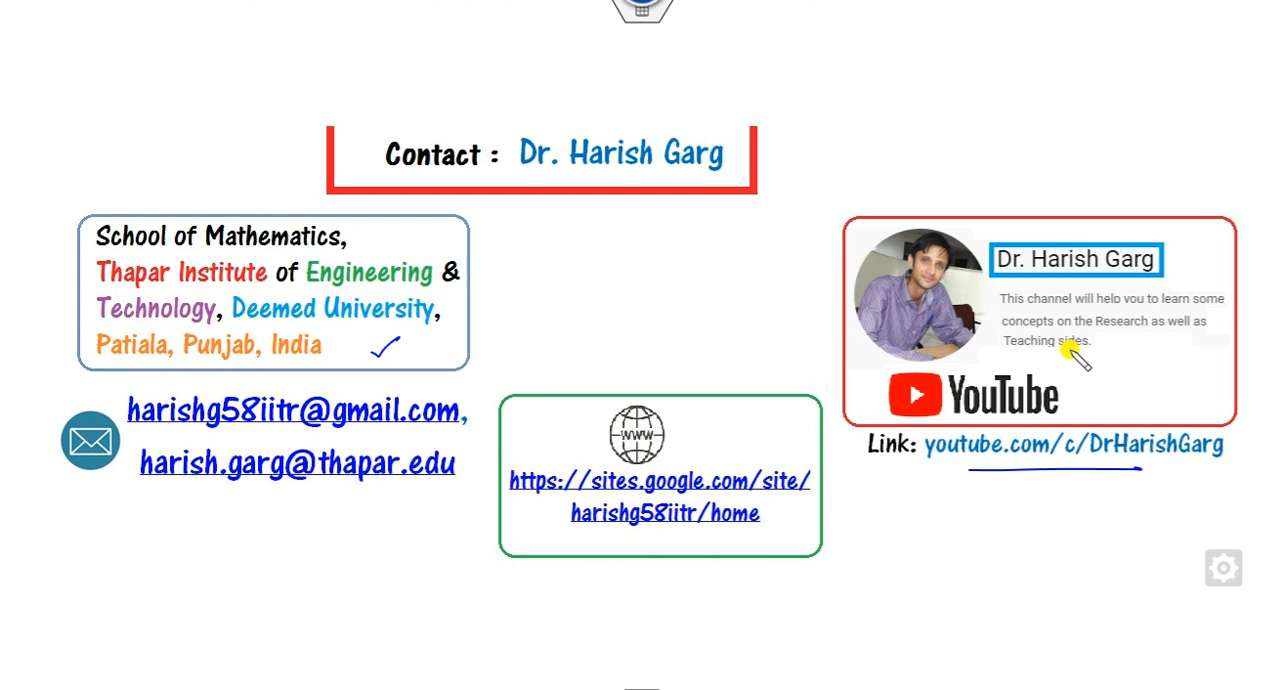 Contact : Dr. Harish Garg
School of Mathematics,
Thapar Institute of Engineering &
Technology, Deemed University,
Patiala, Punjab, India
harishg58iitr@gmail.com,
harish.garg@thapar.edu
www
https://sites.google.com/site/
harishg58iitr/home
Dr. Harish Garg
This channel will help you to learn some
concepts on the Research as well as
Teaching sides.
YouTube
Link: youtube.com/c/DrHarishGarg